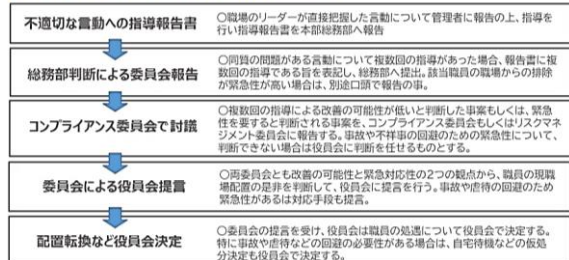 不適切な言動への指導報告書
○職場のリーダーが直接把握した言動について管理者に報告の上、指導を
行い指導報告書を本部総務部へ報告
総務部判断による委員会報告
○同質の問題がある言動について複数回の指導があった場合、報告書に複
数回の指導である旨を表記し、総務部へ提出。該当職員の職場からの排除
が緊急性が高い場合は、別途口頭で報告の事。
コンプライアンス委員会で討議
○複数回の指導による改善の可能性が低いと判断した事案もしくは、緊急
性を要すると判断される事案を、コンプライアンス委員会もしくはリスクマネ
ジメント委員会に報告する。事故や不祥事の回避のための緊急性について、
判断できない場合は役員会に判断を任せるものとする。
委員会による役員会提言
○両委員会とも改善の可能性と緊急対応性の2つの観点から、職員の現職
場配置の是非を判断して、役員会に提言を行う。事故や虐待の回避のため
緊急性があるは対応手段も提言。
配置転換など役員会決定
○委員会の提言を受け、役員会は職員の処遇について役員会で決定する。
特に事故や虐待などの回避の必要性がある場合は、自宅待機などの仮処
分決定も役員会で決定する。